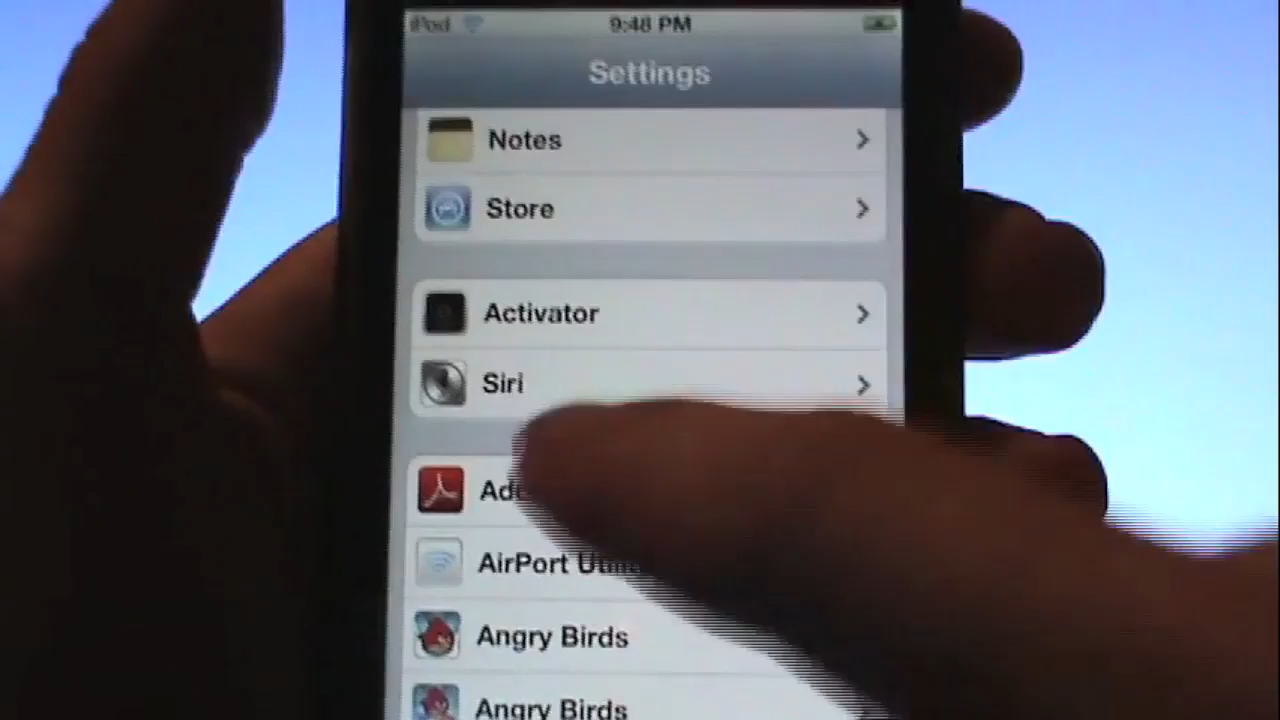 iPod 9:48 PM
Settings
Notes
Store
Activator
Siri
AirPort
Angry Birds
Angry Birds